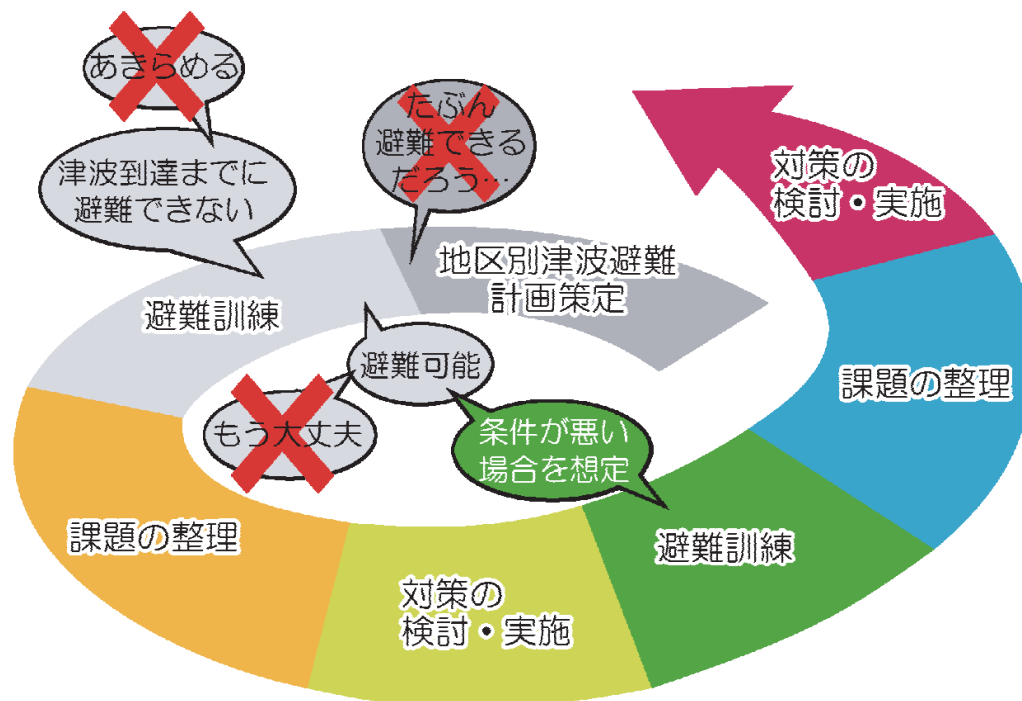 あきらめる
津波到達までに
避難できない
たぶん
避難できる
だろう…
地区別津波避難
計画策定
避難訓練
避難可能
もう大丈夫
条件が悪い
場合を想定
課題の整理
対策の
検討・実施
避難訓練
課題の整理
対策の
検討・実施